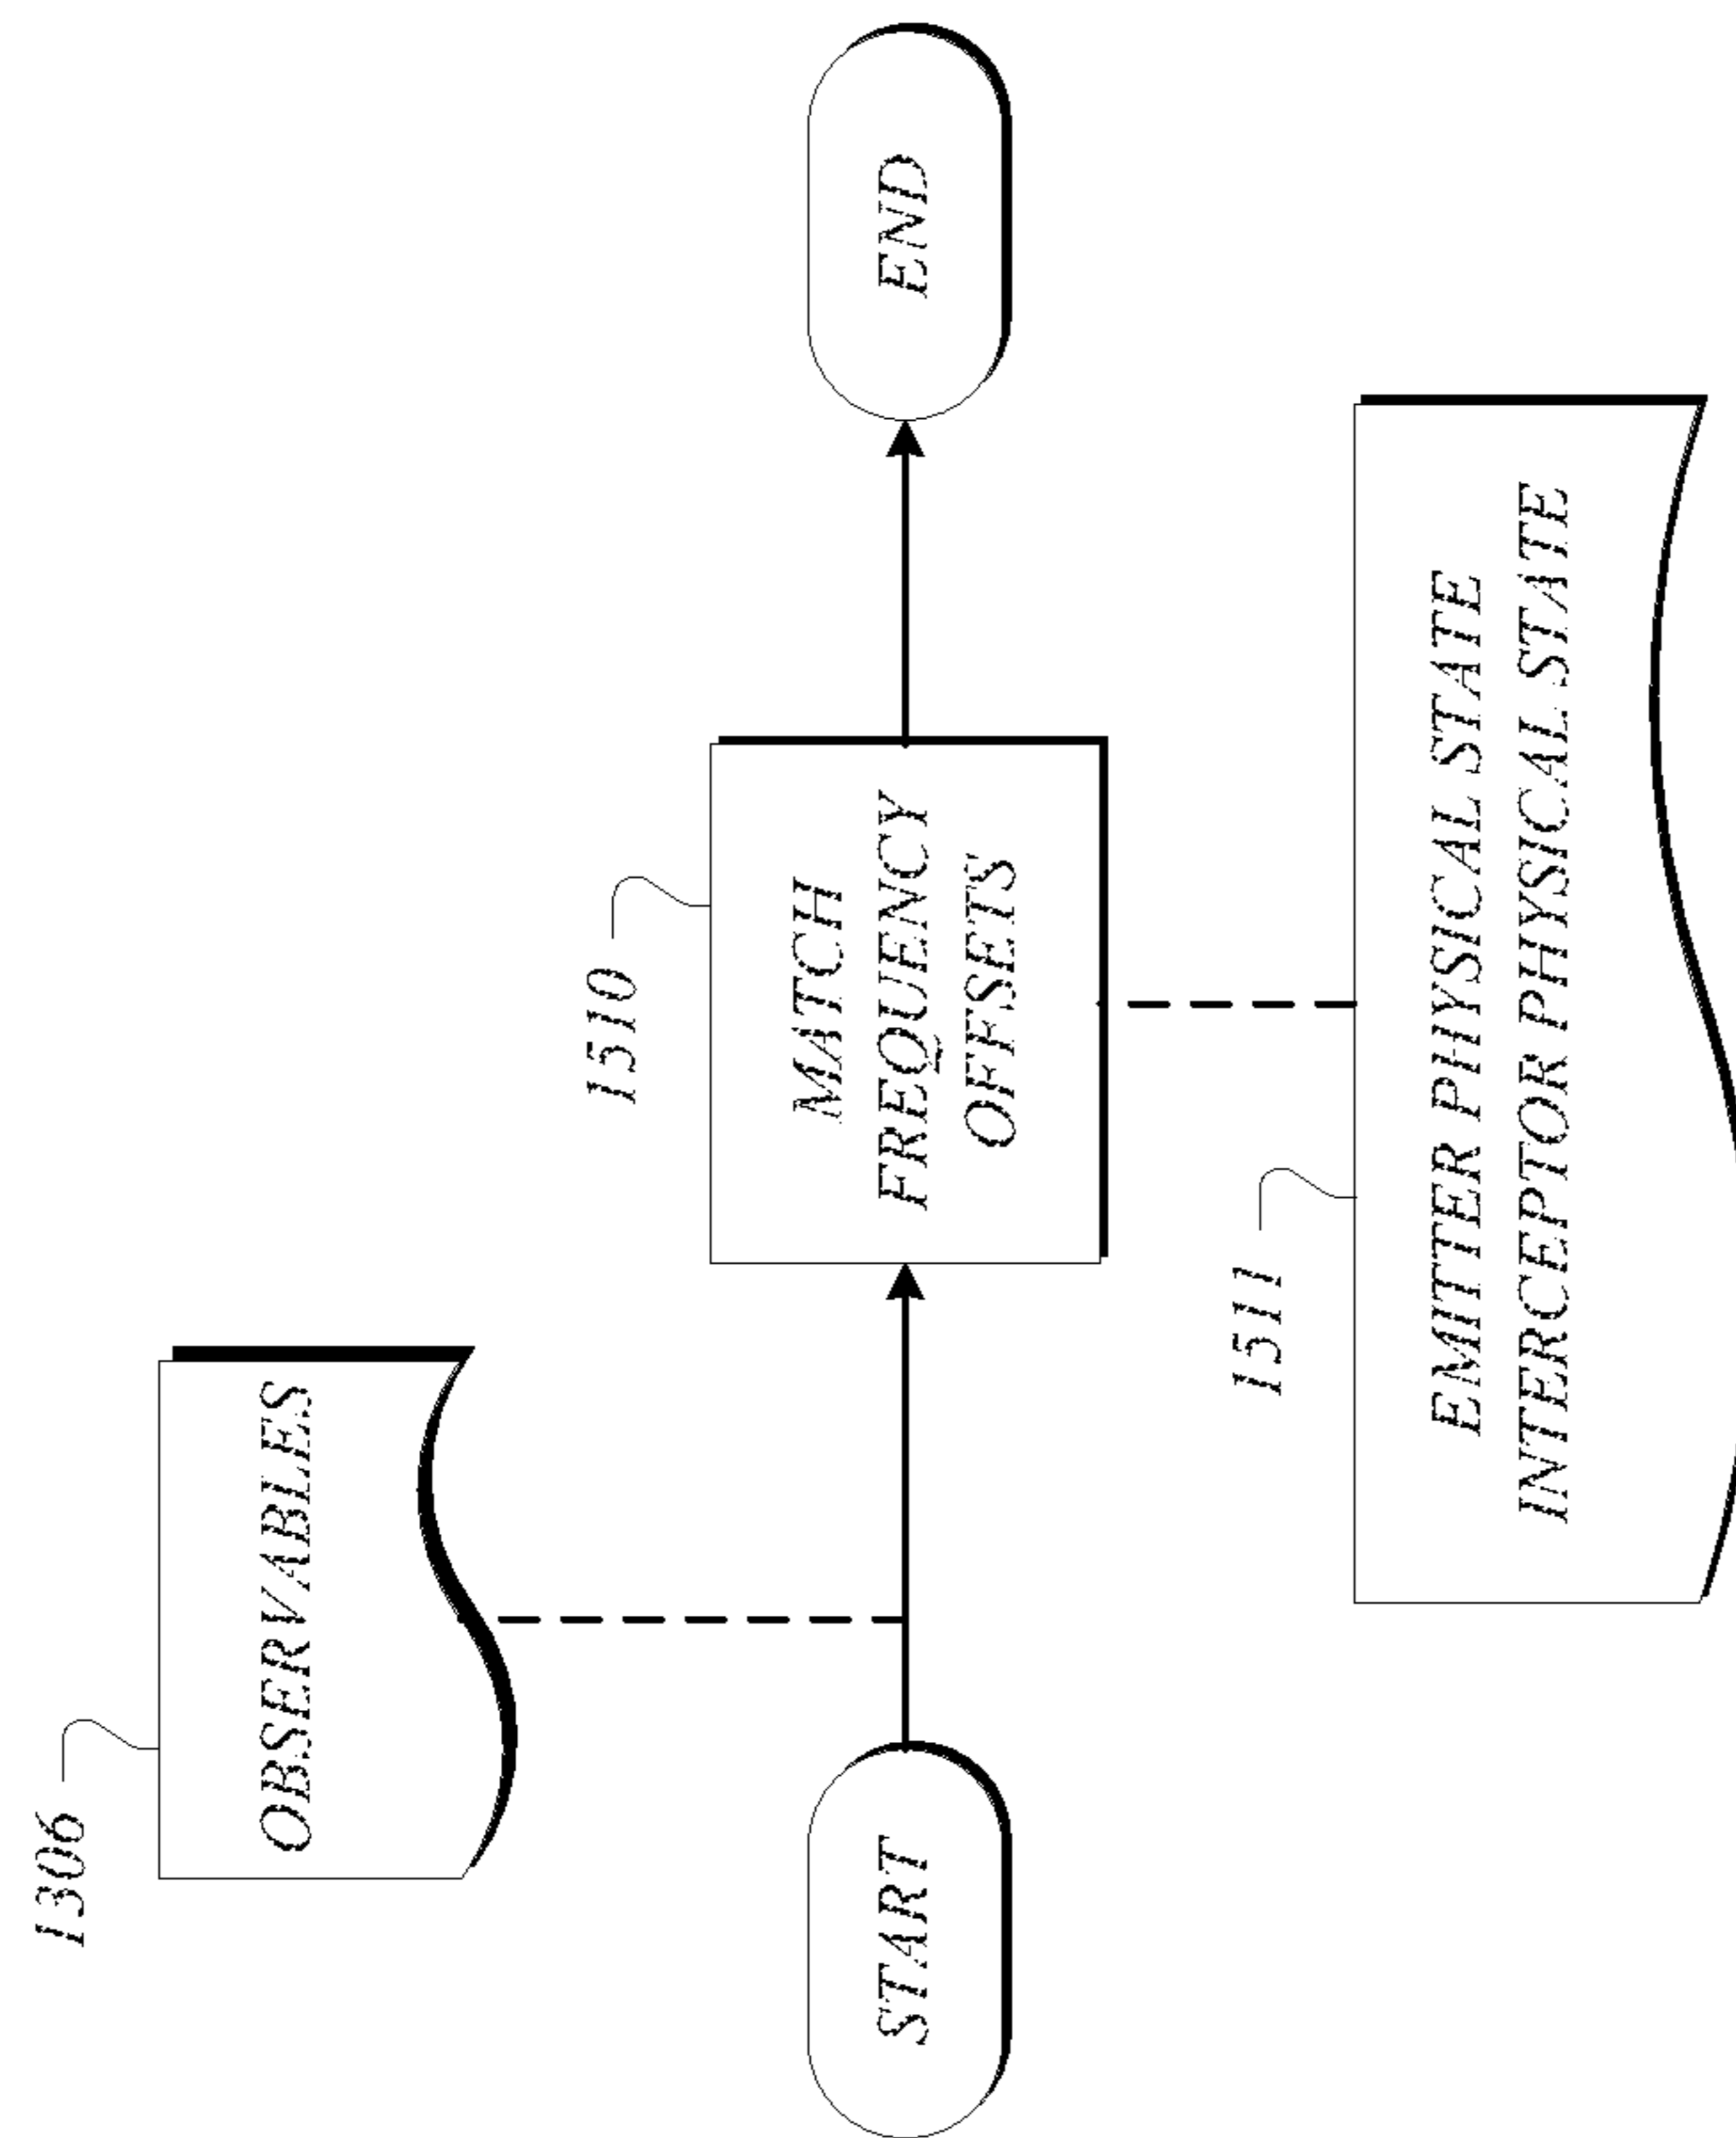 1306
OBSERVABLES
START
1510
MATCH
FREQUENCY
OFFSETS
END
1511
EMITTER PHYSICAL STATE
INTERCEPTOR PHYSICAL STATE